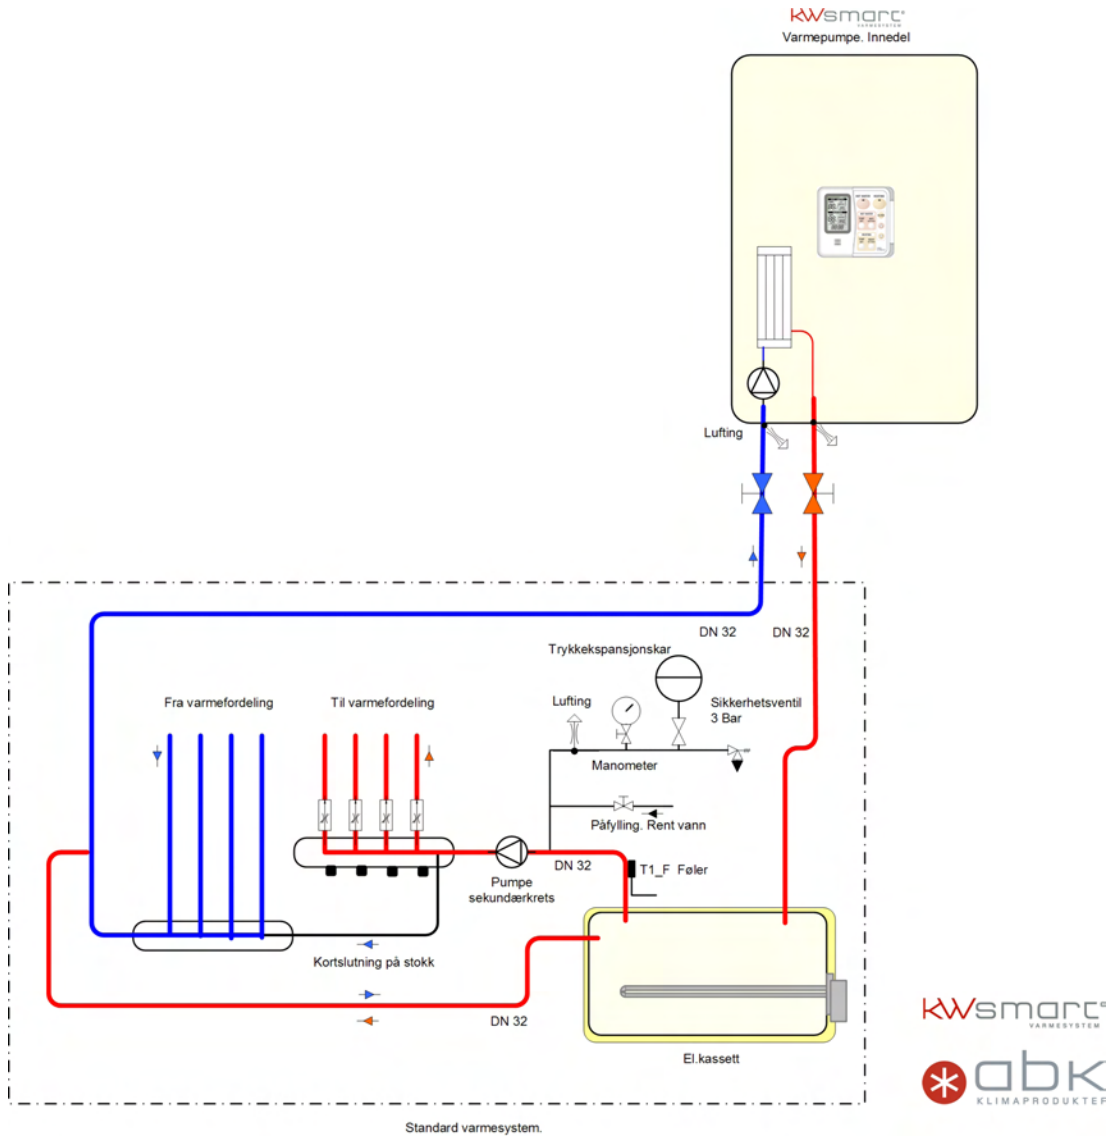 kWsmart
VARMESYSTEM
Varmepumpe. Innedel
Lufting
DN 32
DN 32
Trykkekspansjonskar
Fra varmefordeling
Til varmefordeling
Lufting
Sikkerhetsventil
3 Bar
Manometer
Påfylling. Rent vann
DN 32
T1_F Føler
Pumpe
sekundærkrets
Kortslutning på stokk
DN 32
El.kassett
kWsmart
VARMESYSTEM
abk
KLIMAPRODUKTER
Standard varmesystem.